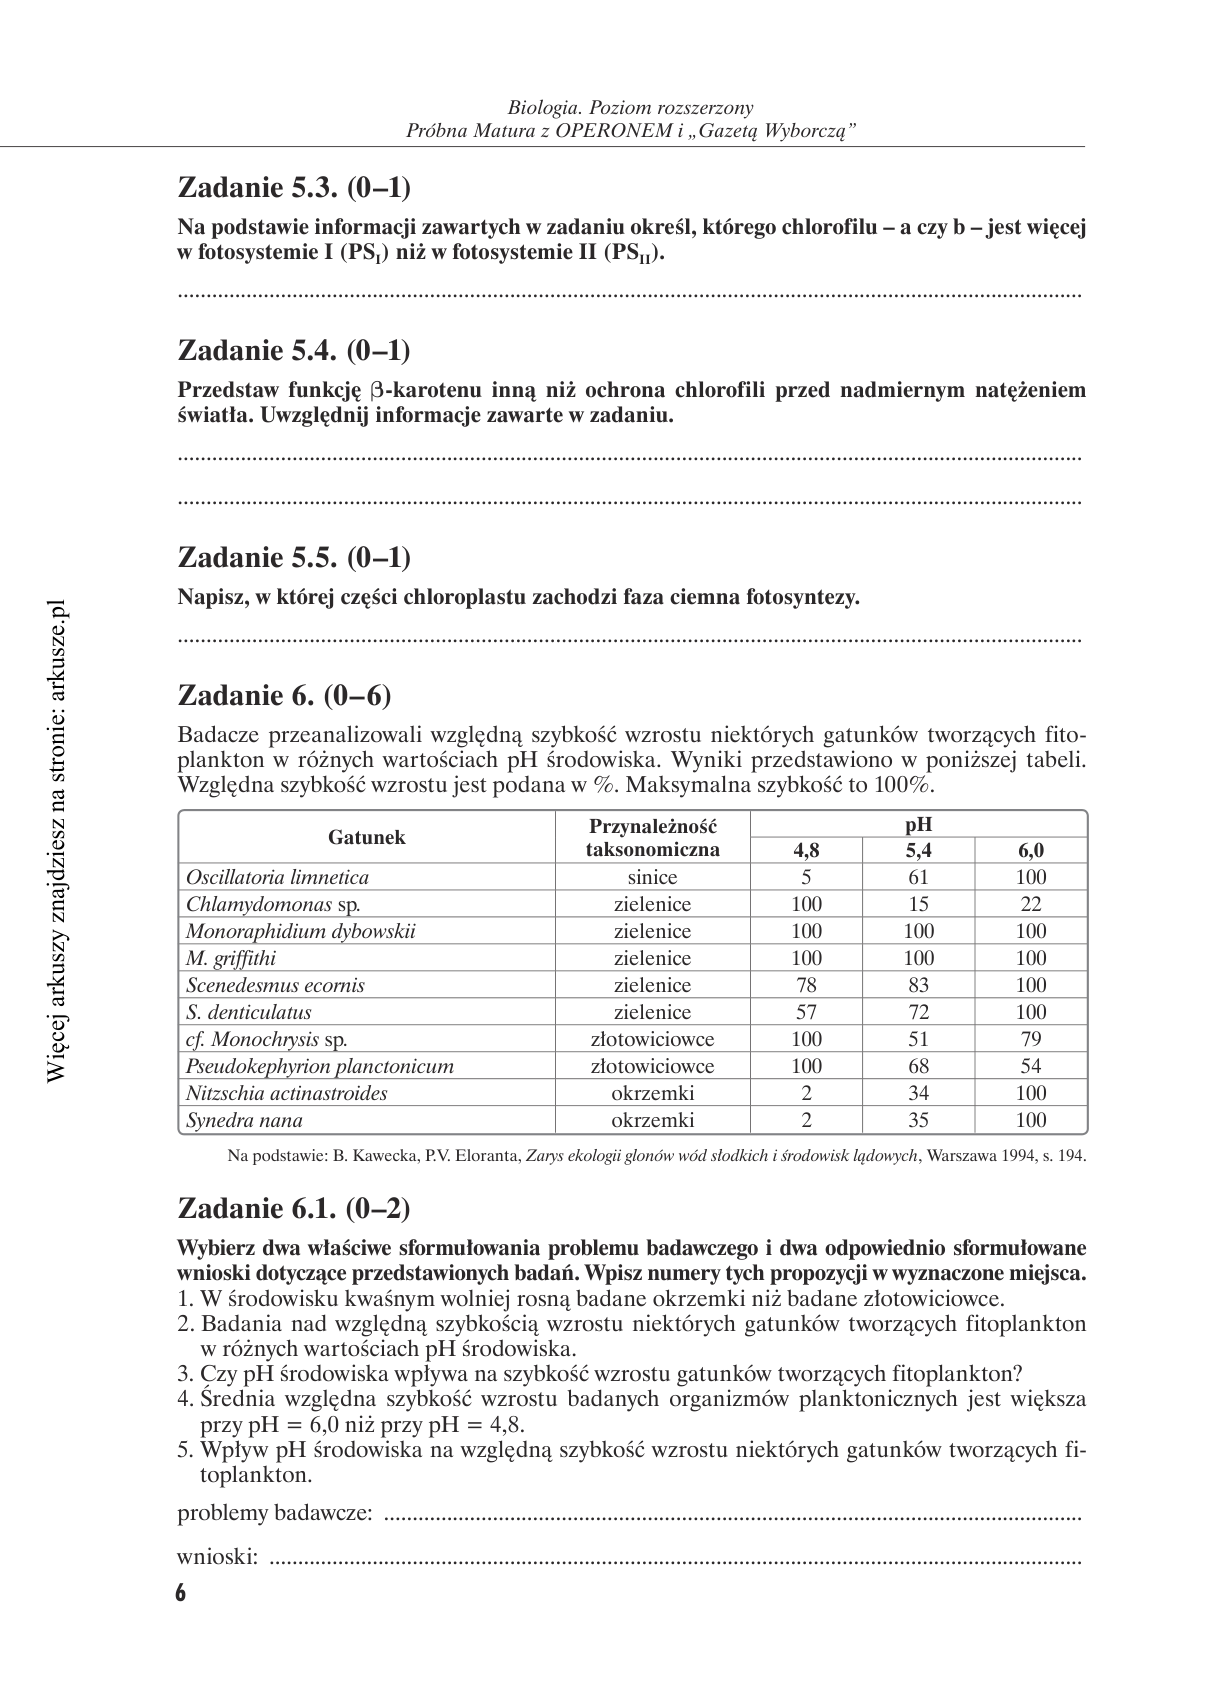 Biologia. Poziom rozszerzony
Próbna Matura z OPERONEM i „Gazetą Wyborczą”
Zadanie 5.3. (0–1)
Na podstawie informacji zawartych w zadaniu określ, którego chlorofilu – a czy b – jest więcej
w fotosystemie I (PSI) niż w fotosystemie II (PSII).
Zadanie 5.4. (0–1)
Przedstaw funkcję β-karotenu inną niż ochrona chlorofili przed nadmiernym natężeniem
światła. Uwzględnij informacje zawarte w zadaniu.
Zadanie 5.5. (0–1)
Napisz, w której części chloroplastu zachodzi faza ciemna fotosyntezy.
Zadanie 6. (0–6)
Badacze przeanalizowali względną szybkość wzrostu niektórych gatunków tworzących fito-
plankton w różnych wartościach pH środowiska. Wyniki przedstawiono w poniższej tabeli.
Względna szybkość wzrostu jest podana w %. Maksymalna szybkość to 100%.
Gatunek Przynależność taksonomiczna pH
4,8 5,4 6,0
Oscillatoria limnetica sinice 5 61 100
Chlamydomonas sp. zielenice 100 15 22
Monoraphidium dybowskii zielenice 100 100 100
M. griffithi zielenice 100 100 100
Scenedesmus ecornis zielenice 78 83 100
S. denticulatus zielenice 57 72 100
cf. Monochrysis sp. złotowiciowce 100 51 79
Pseudokephyrion planctonicum złotowiciowce 100 68 54
Nitzschia actinastroides okrzemki 2 34 100
Synedra nana okrzemki 2 35 100
Na podstawie: B. Kawecka, P.V. Eloranta, Zarys ekologii glonów wód słodkich i środowisk lądowych, Warszawa 1994, s. 194.
Zadanie 6.1. (0–2)
Wybierz dwa właściwe sformułowania problemu badawczego i dwa odpowiednio sformułowane
wnioski dotyczące przedstawionych badań. Wpisz numery tych propozycji w wyznaczone miejsca.
1. W środowisku kwaśnym wolniej rosną badane okrzemki niż badane złotowiciowce.
2. Badania nad względną szybkością wzrostu niektórych gatunków tworzących fitoplankton
w różnych wartościach pH środowiska.
3. Czy pH środowiska wpływa na szybkość wzrostu gatunków tworzących fitoplankton?
4. Średnia względna szybkość wzrostu badanych organizmów planktonicznych jest większa
przy pH = 6,0 niż przy pH = 4,8.
5. Wpływ pH środowiska na względną szybkość wzrostu niektórych gatunków tworzących fi-
toplankton.
problemy badawcze:
wnioski:
6
Więcej arkuszy znajdziesz na stronie: arkusze.pl